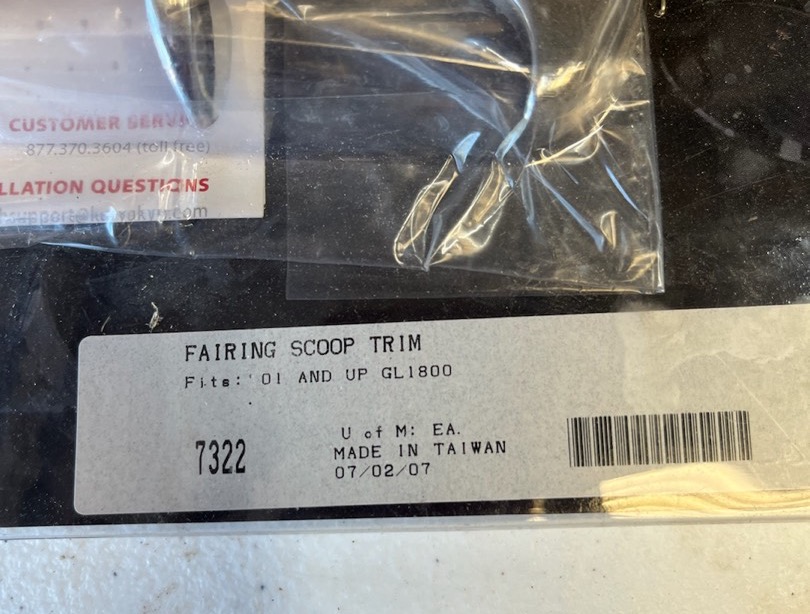 CUSTOMER SERVICE
877.370.3604 (toll free)
LLATION QUESTIONS
FAIRING SCOOP TRIM
Fits: '01 AND UP GL1800
7322
U of M: EA.
MADE IN TAIWAN
07/02/07